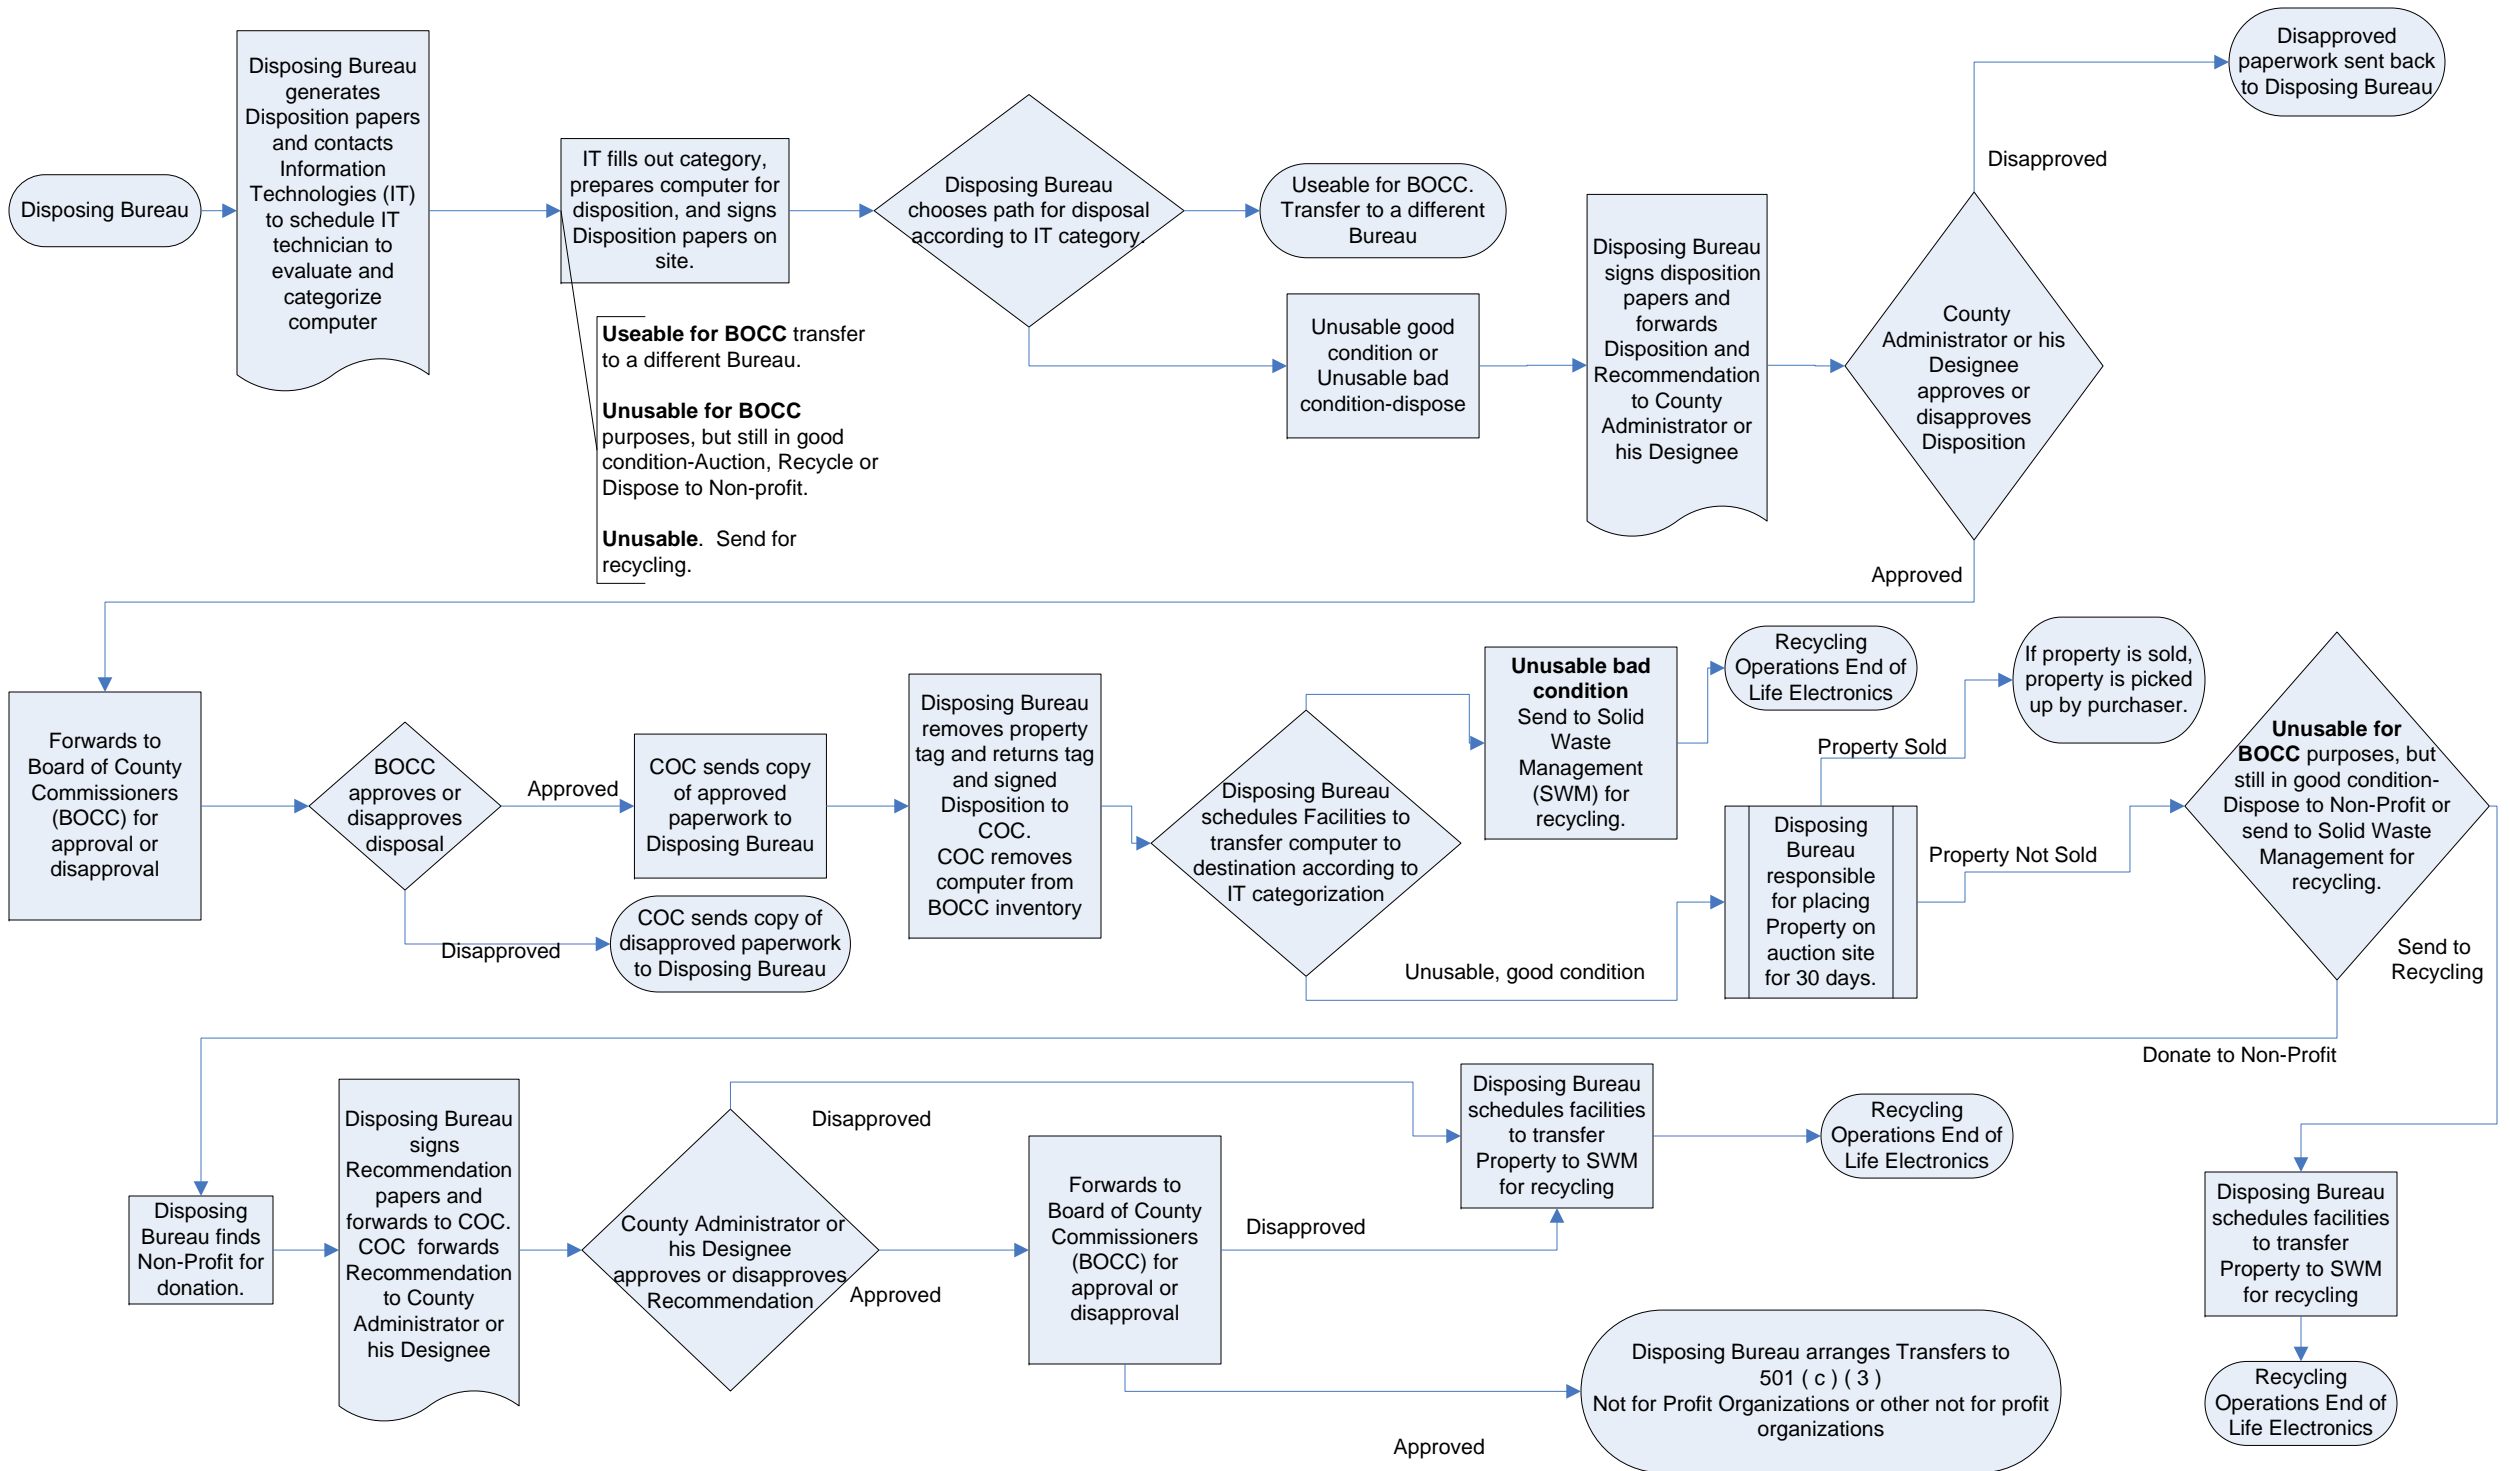 Disposing Bureau
Disposing Bureau
generates
Disposition papers
and contacts
Information
Technologies (IT)
to schedule IT
technician to
evaluate and
categorize
computer
IT fills out category,
prepares computer for
disposition, and signs
Disposition papers on
site.
Useable for BOCC transfer
to a different Bureau.
Unusable for BOCC
purposes, but still in good
condition-Auction, Recycle or
Dispose to Non-profit.
Unusable.  Send for
recycling.
Disposing Bureau
chooses path for disposal
according to IT category.
Useable for BOCC.
Transfer to a different
Bureau
Unusable good
condition or
Unusable bad
condition-dispose
Disposing Bureau
signs disposition
papers and
forwards
Disposition and
Recommendation
to County
Administrator or
his Designee
County
Administrator or his
Designee
approves or
disapproves
Disposition
Disapproved
Disapproved
paperwork sent back
to Disposing Bureau
Approved
Forwards to
Board of County
Commissioners
(BOCC) for
approval or
disapproval
BOCC
approves or
disapproves
disposal
Approved
Disapproved
COC sends copy
of approved
paperwork to
Disposing Bureau
COC sends copy of
disapproved paperwork
to Disposing Bureau
Disposing Bureau
removes property
tag and returns tag
and signed
Disposition to
COC.
COC removes
computer from
BOCC inventory
Disposing Bureau
schedules Facilities to
transfer computer to
destination according to
IT categorization
Unusable bad
condition
Send to Solid
Waste
Management
(SWM) for
recycling.
Recycling
Operations End of
Life Electronics
Unusable, good condition
Disposing
Bureau
responsible
for placing
Property on
auction site
for 30 days.
Property Sold
If property is sold,
property is picked
up by purchaser.
Property Not Sold
Unusable for
BOCC purposes, but
still in good condition-
Dispose to Non-Profit or
send to Solid Waste
Management for
recycling.
Send to
Recycling
Donate to Non-Profit
Disposing
Bureau finds
Non-Profit for
donation.
Disposing Bureau
signs
Recommendation
papers and
forwards to COC.
COC  forwards
Recommendation
to County
Administrator or
his Designee
County Administrator or
his Designee
approves or disapproves
Recommendation
Disapproved
Approved
Forwards to
Board of County
Commissioners
(BOCC) for
approval or
disapproval
Disapproved
Approved
Disposing Bureau
schedules facilities
to transfer
Property to SWM
for recycling
Recycling
Operations End of
Life Electronics
Disposing Bureau arranges Transfers to
501 ( c ) ( 3 )
Not for Profit Organizations or other not for profit
organizations
Disposing Bureau
schedules facilities
to transfer
Property to SWM
for recycling
Recycling
Operations End of
Life Electronics